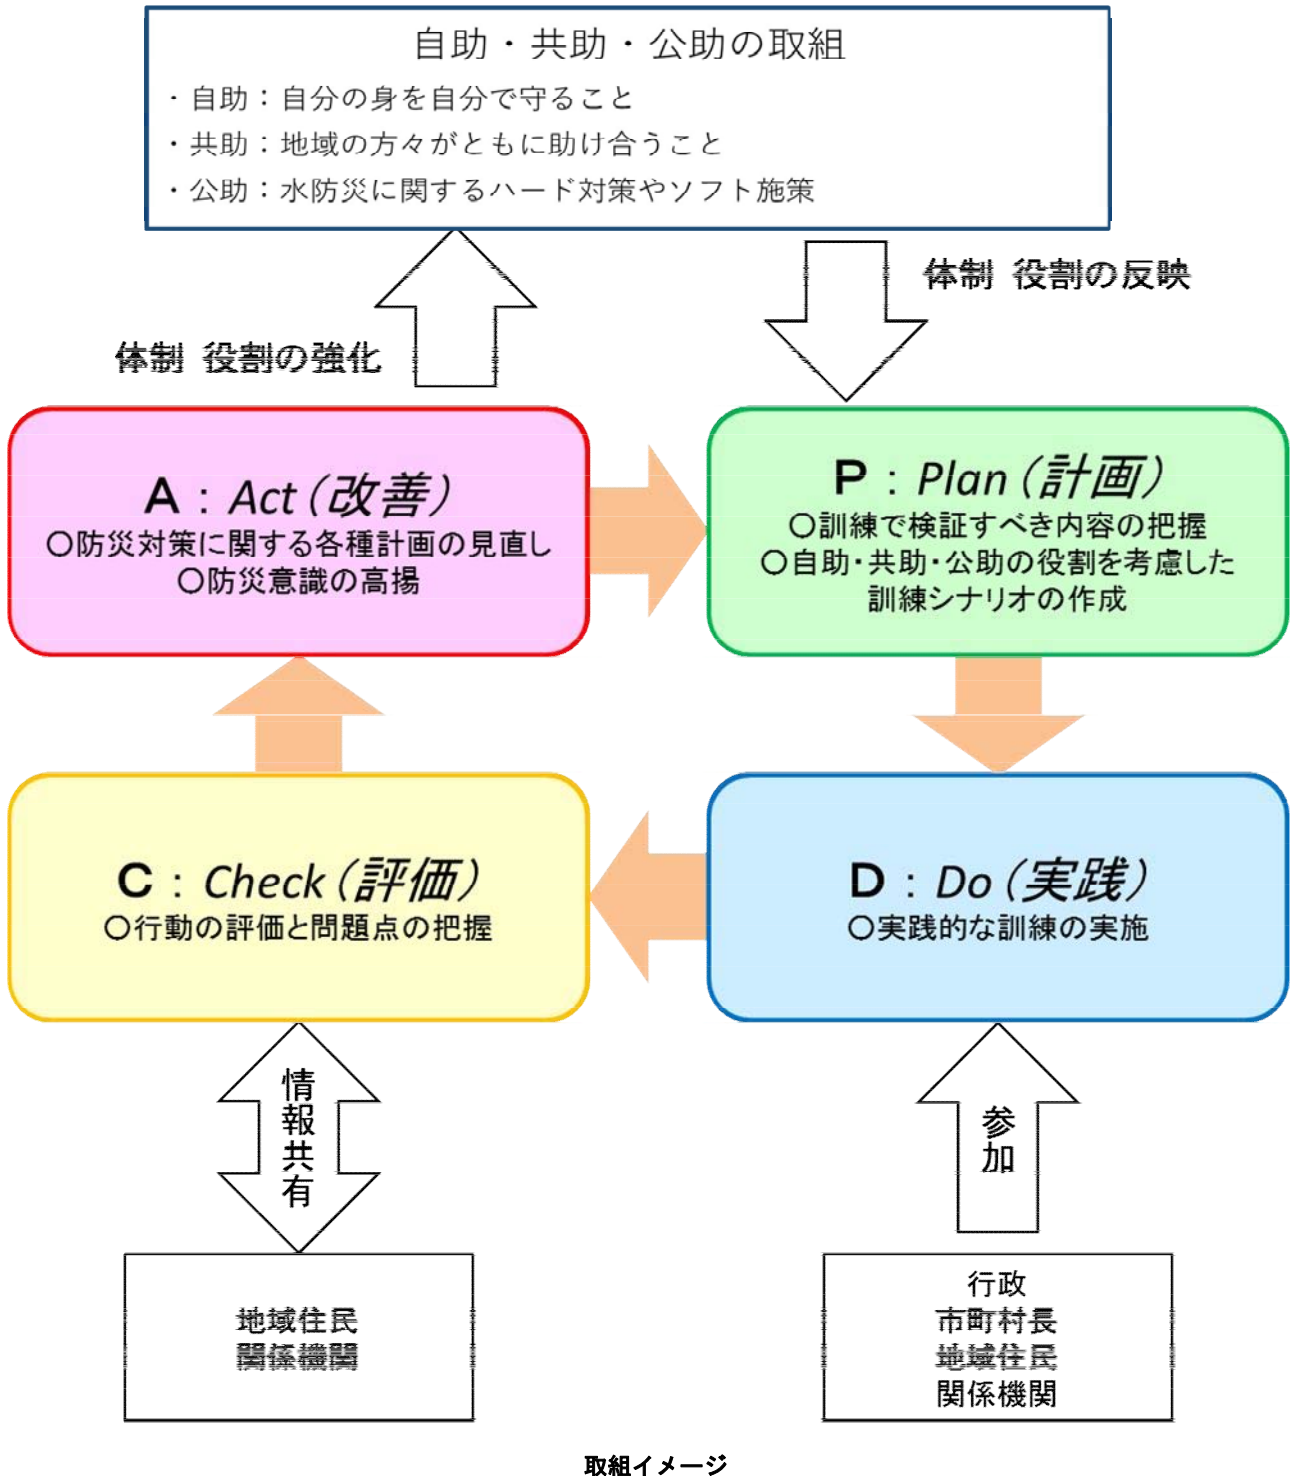 自助・共助・公助の取組
・自助：自分の身を自分で守ること
・共助：地域の方々がともに助け合うこと
・公助：水防災に関するハード対策やソフト施策
体制 役割の強化
体制 役割の反映
A：Act（改善）
○防災対策に関する各種計画の見直し
○防災意識の高揚
P：Plan（計画）
○訓練で検証すべき内容の把握
○自助・共助・公助の役割を考慮した
訓練シナリオの作成
C：Check（評価）
○行動の評価と問題点の把握
D：Do（実践）
○実践的な訓練の実施
情報共有
参加
地域住民
関係機関
行政
市町村長
地域住民
関係機関
取組イメージ